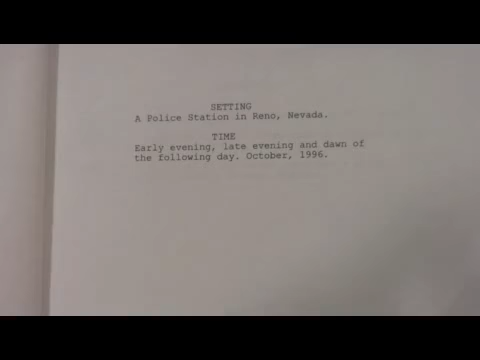 SETTING
A Police Station in Reno, Nevada.
TIME
Early evening, late evening and dawn of
the following day. October, 1996.